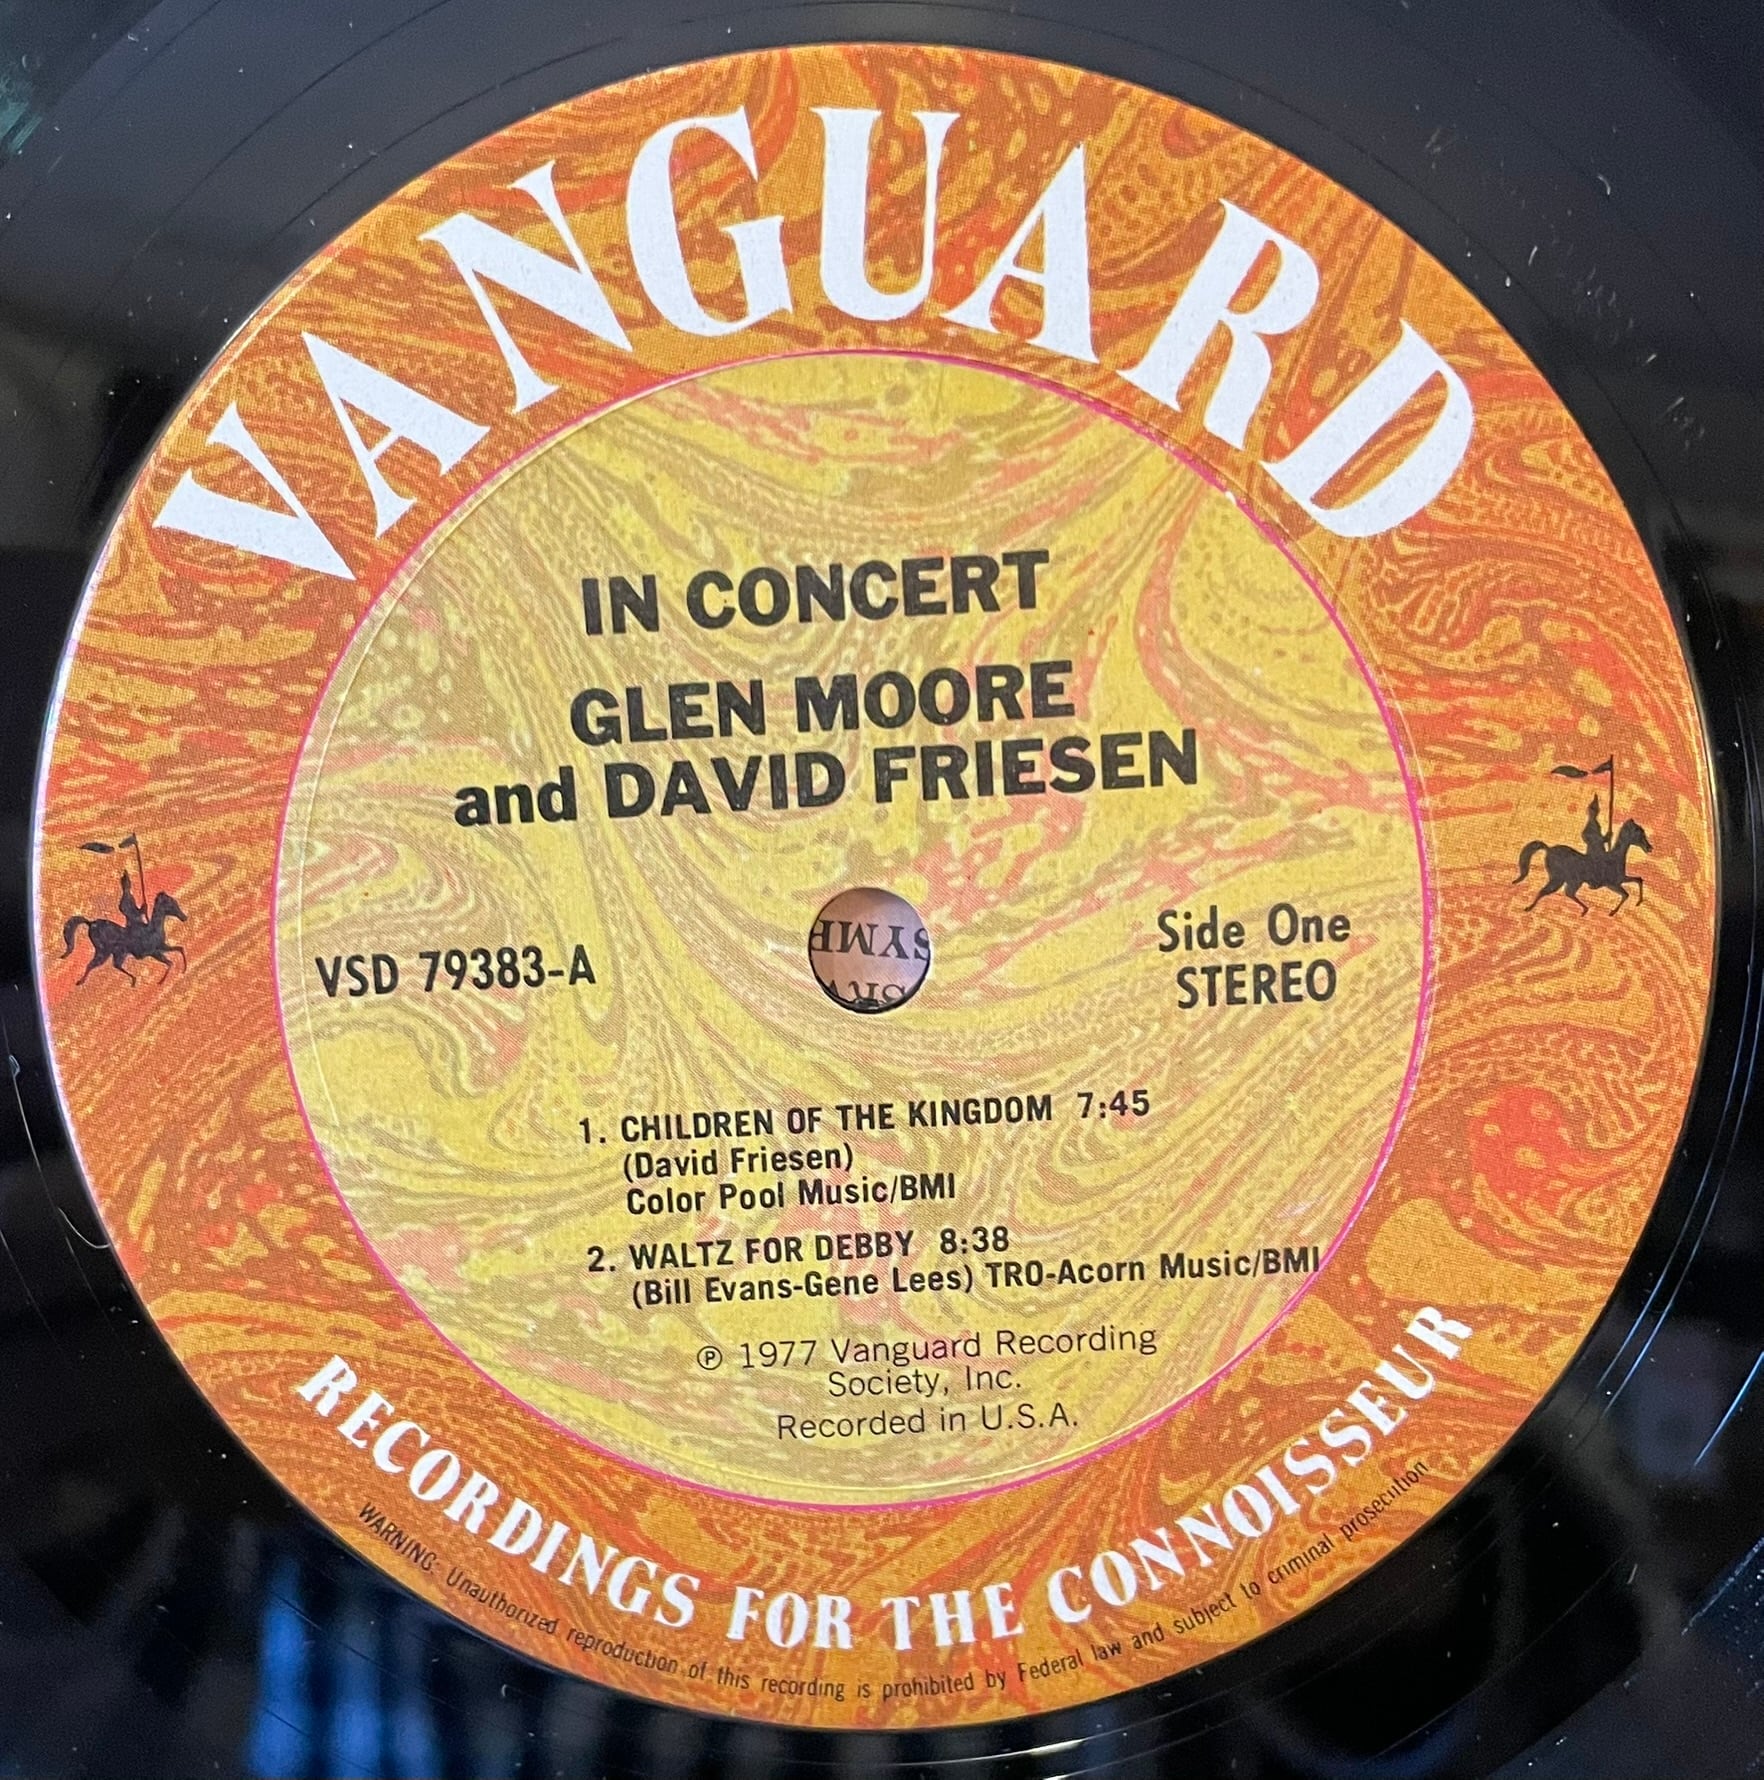 VANGUARD
IN CONCERT
GLEN MOORE
and DAVID FRIESEN
VSD 79383-A
Side One
STEREO
SYMP
1. CHILDREN OF THE KINGDOM 7:45
(David Friesen)
Color Pool Music/BMI
2. WALTZ FOR DEBBY 8:38
(Bill Evans-Gene Lees) TRO-Acorn Music/BMI
℗ 1977 Vanguard Recording
Society, Inc.
Recorded in U.S.A.
RECORDINGS FOR THE CONNOISSEUR
WARNING: Unauthorized reproduction of this recording is prohibited by Federal law and subject to criminal prosecution